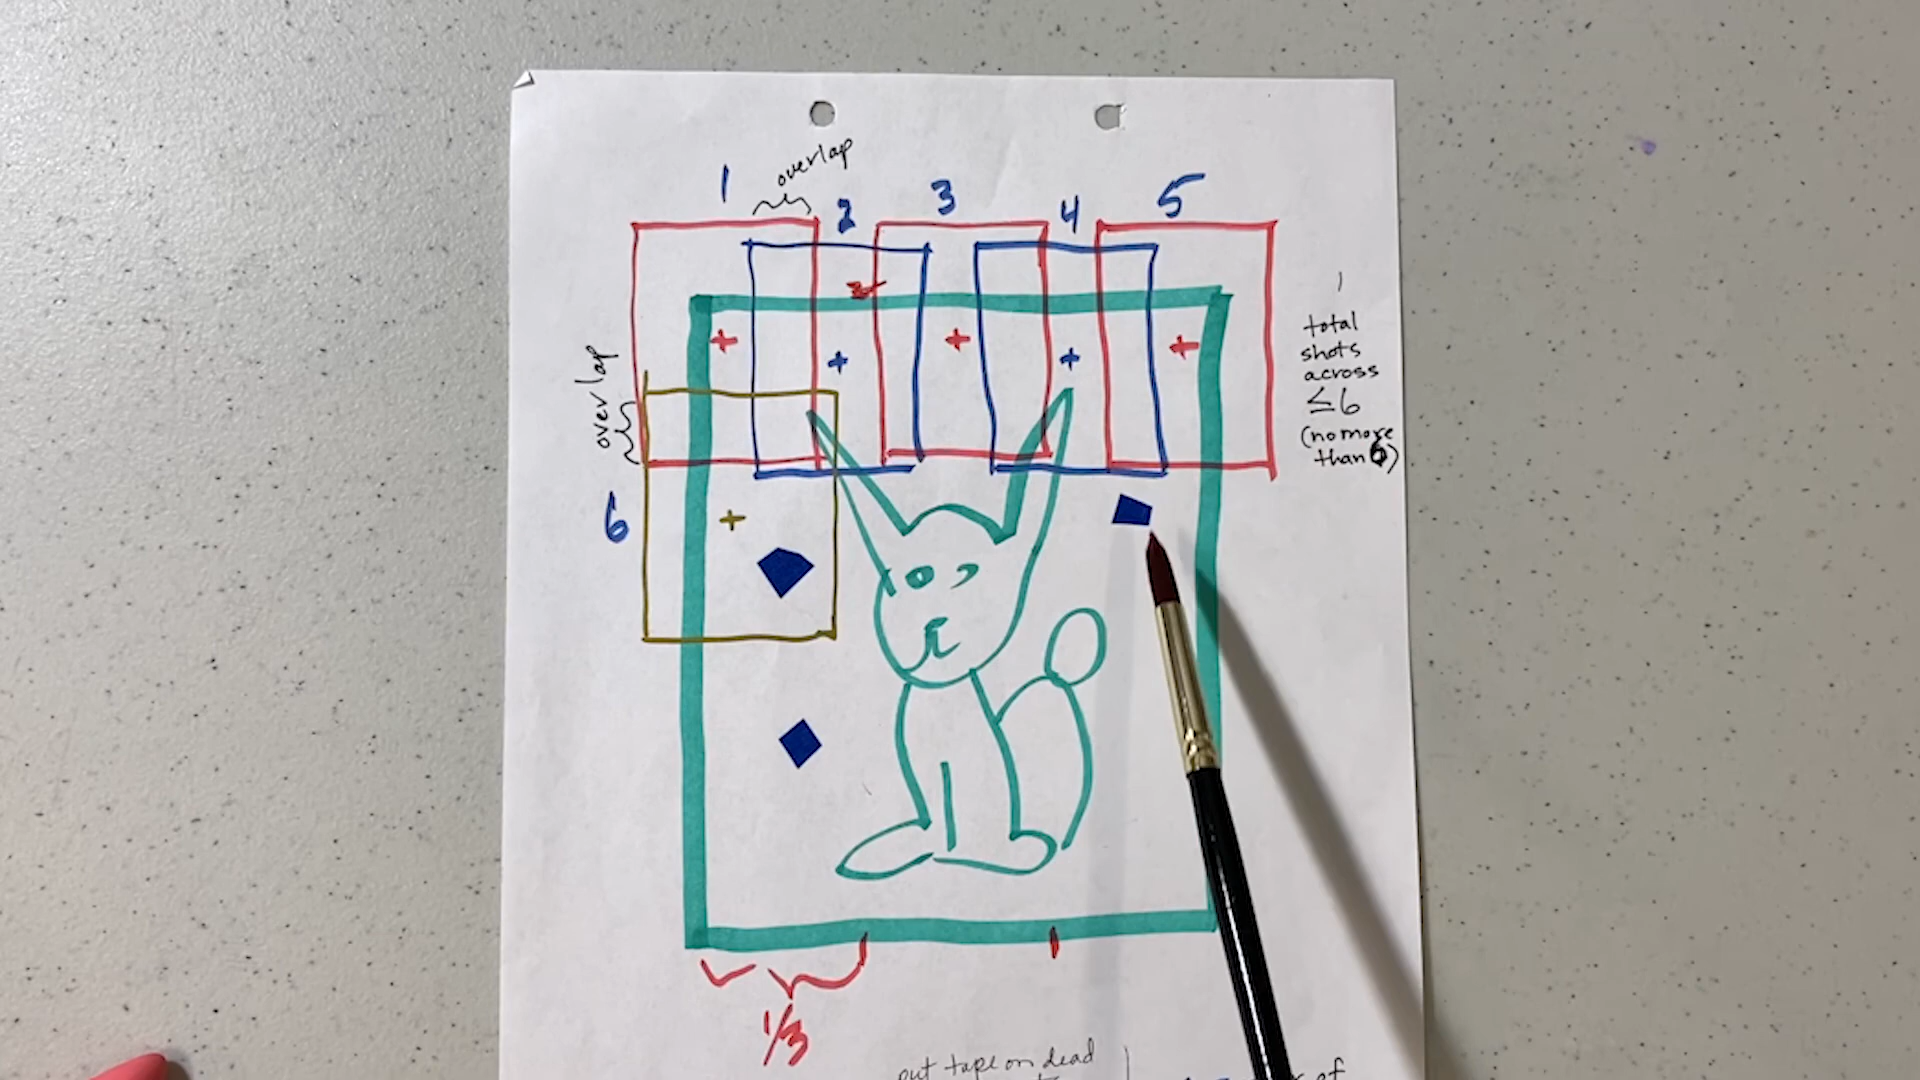 1
overlap
2
3
4
5
total
shots
across
≤6
(no more
than 6)
overlap
6
1/3
put tape on dead
of